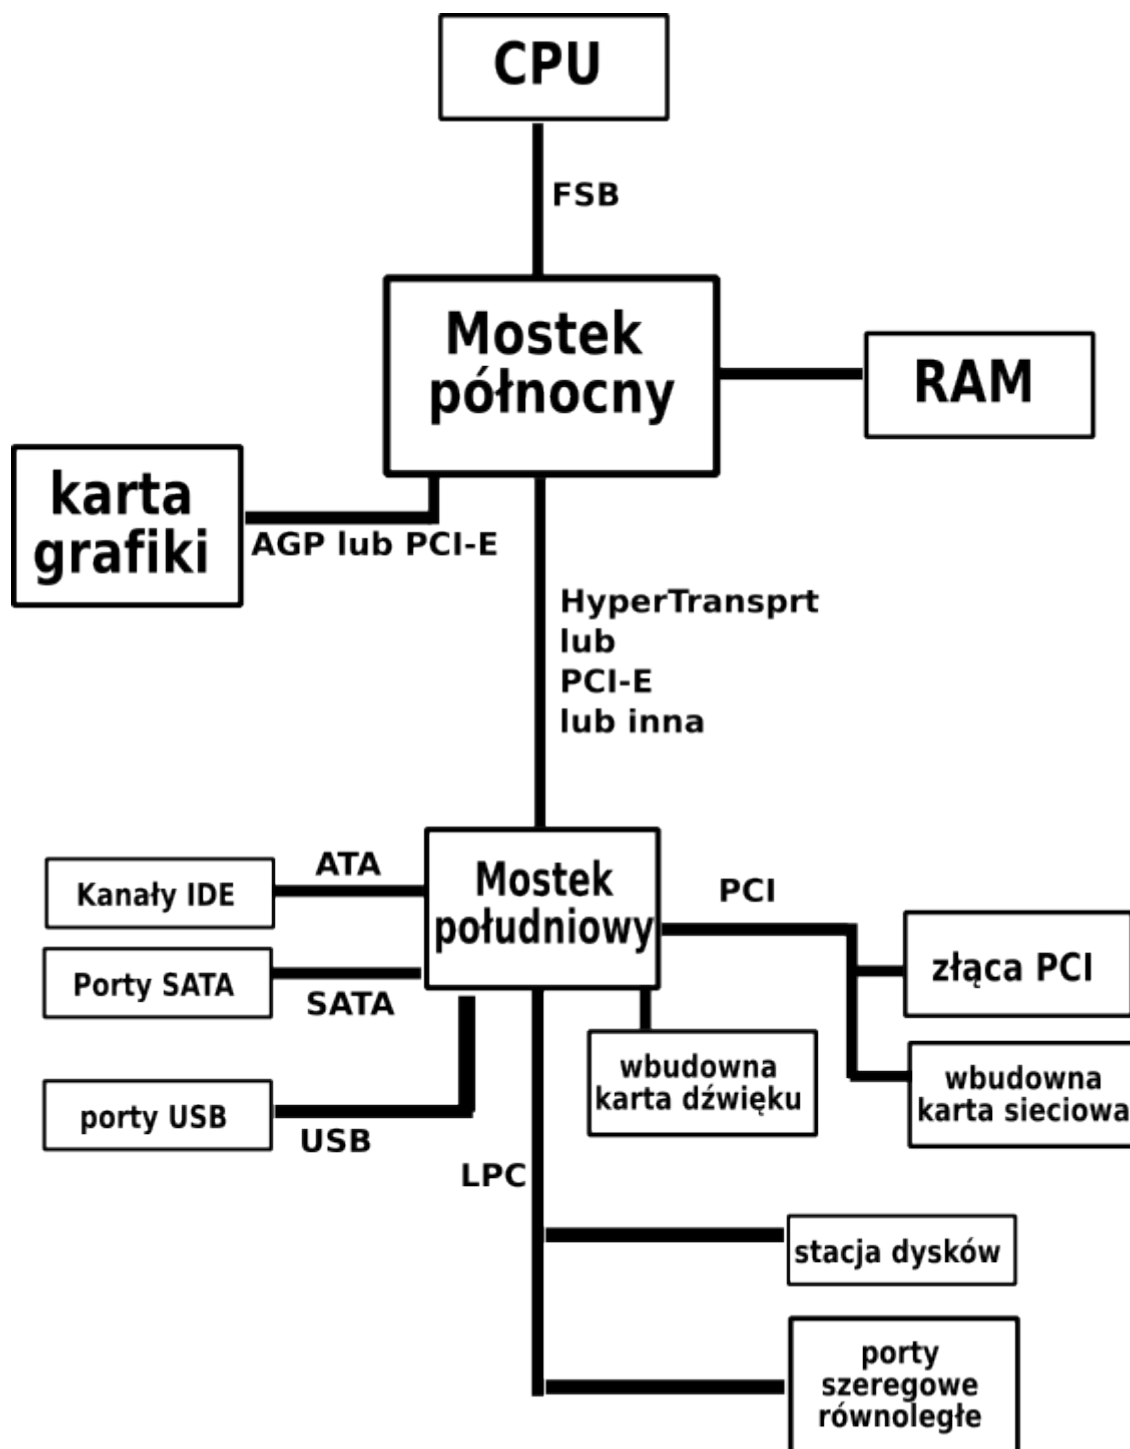 CPU
FSB
Mostek
północny
RAM
karta
grafiki
AGP lub PCI-E
HyperTransprt
lub
PCI-E
lub inna
ATA
Kanały IDE
Mostek
południowy
PCI
Porty SATA
SATA
złąca PCI
wbudowna
karta dźwięku
wbudowna
karta sieciowa
porty USB
USB
LPC
stacja dysków
porty
szeregowe
równoległe